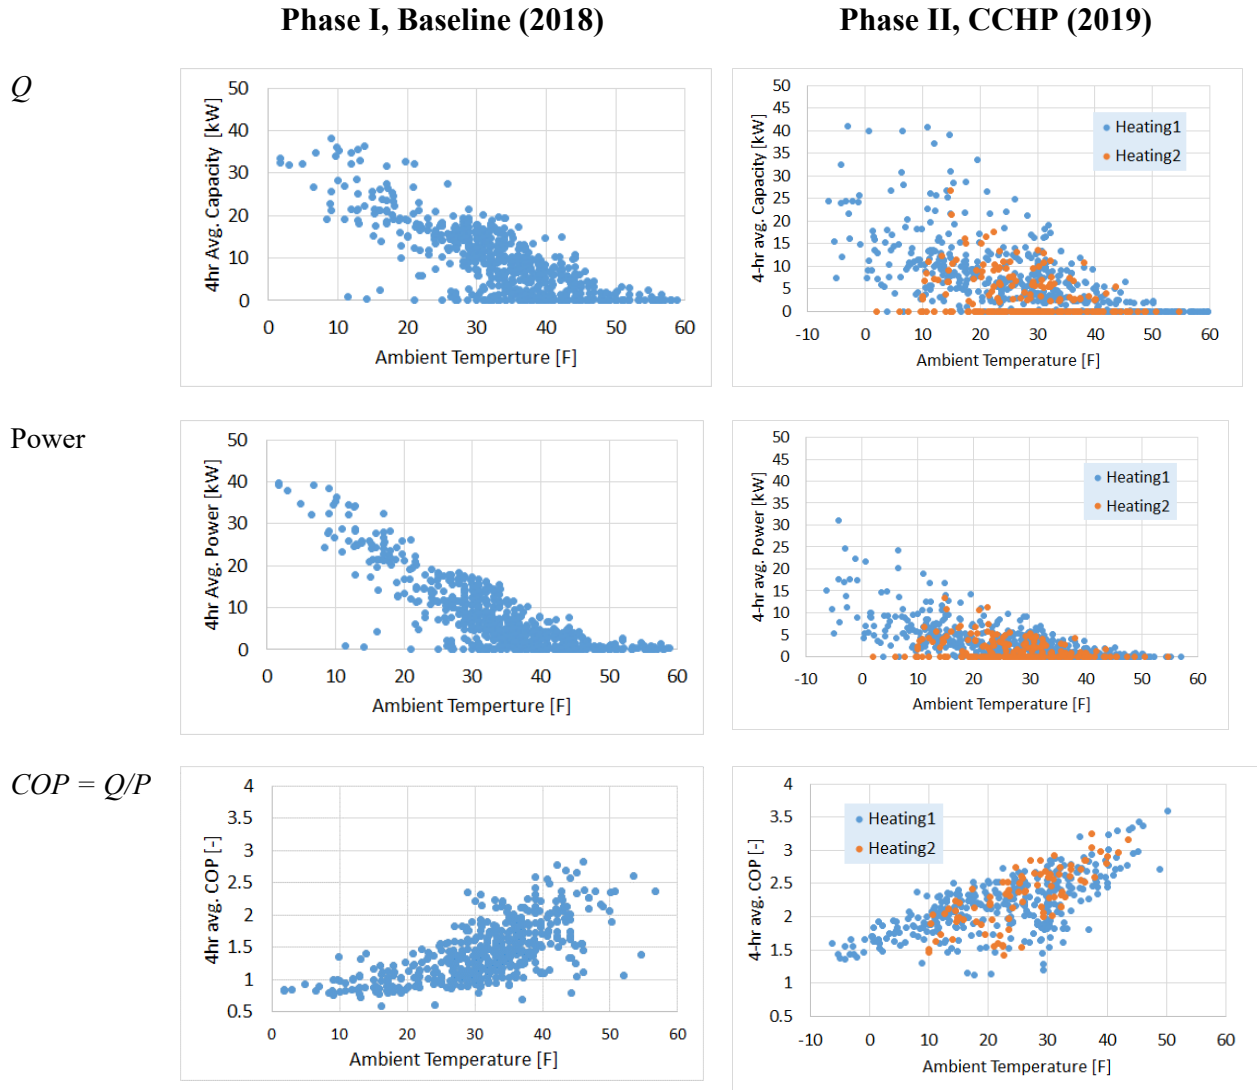 Phase I, Baseline (2018)
Phase II, CCHP (2019)
Q
4hr Avg. Capacity [kW]
50
40
30
20
10
0
0 10 20 30 40 50 60
Ambient Temperture [F]
4-hr avg. Capacity [kW]
50
45
40
35
30
25
20
15
10
5
0
Heating1
Heating2
-10 0 10 20 30 40 50 60
Ambient Temperature [F]
Power
4hr Avg. Power [kW]
50
40
30
20
10
0
0 10 20 30 40 50 60
Ambient Temperture [F]
4-hr avg. Power [kW]
50
45
40
35
30
25
20
15
10
5
0
Heating1
Heating2
-10 0 10 20 30 40 50 60
Ambient Temperature [F]
COP = Q/P
4hr avg. COP [-]
4
3.5
3
2.5
2
1.5
1
0.5
0 10 20 30 40 50 60
Ambient Temperature [F]
4-hr avg. COP [-]
4
3.5
3
2.5
2
1.5
1
0.5
Heating1
Heating2
-10 0 10 20 30 40 50 60
Ambient Temperature [F]